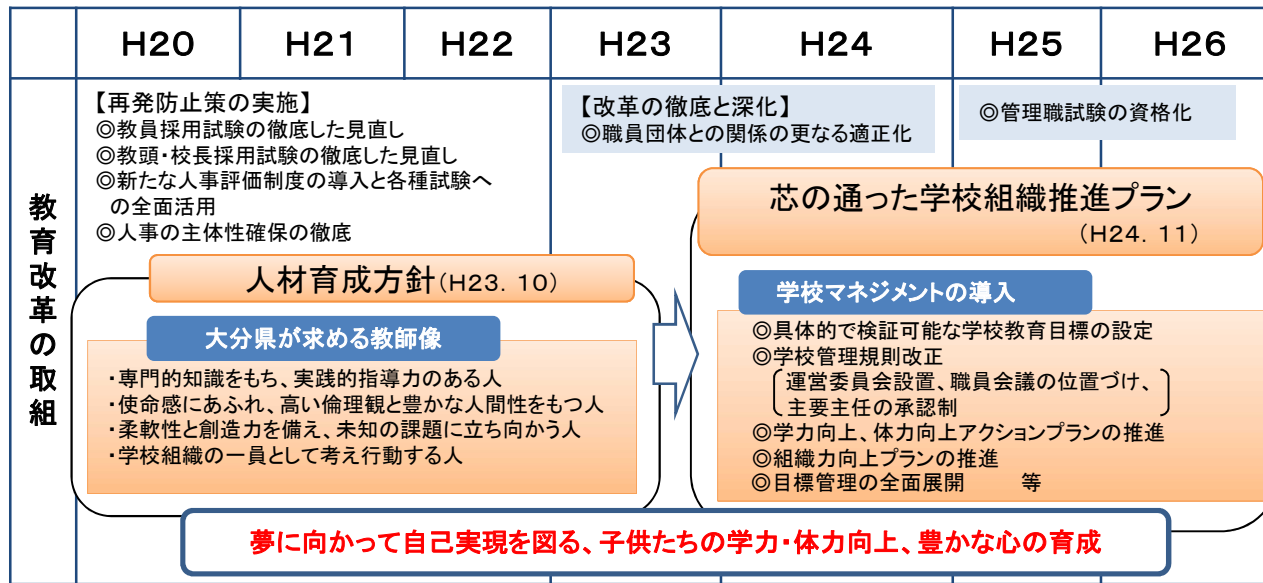 H20
H21
H22
H23
H24
H25
H26
教育改革の取組
【再発防止策の実施】
◎教員採用試験の徹底した見直し
◎教頭・校長採用試験の徹底した見直し
◎新たな人事評価制度の導入と各種試験へ
の全面活用
◎人事の主体性確保の徹底
【改革の徹底と深化】
◎職員団体との関係の更なる適正化
◎管理職試験の資格化
人材育成方針(H23.10)
大分県が求める教師像
・専門的知識をもち、実践的指導力のある人
・使命感にあふれ、高い倫理観と豊かな人間性をもつ人
・柔軟性と創造力を備え、未知の課題に立ち向かう人
・学校組織の一員として考え行動する人
芯の通った学校組織推進プラン
(H24.11)
学校マネジメントの導入
◎具体的で検証可能な学校教育目標の設定
◎学校管理規則改正
運営委員会設置、職員会議の位置づけ、
主要主任の承認制
◎学力向上、体力向上アクションプランの推進
◎組織力向上プランの推進
◎目標管理の全面展開 等
夢に向かって自己実現を図る、子供たちの学力・体力向上、豊かな心の育成